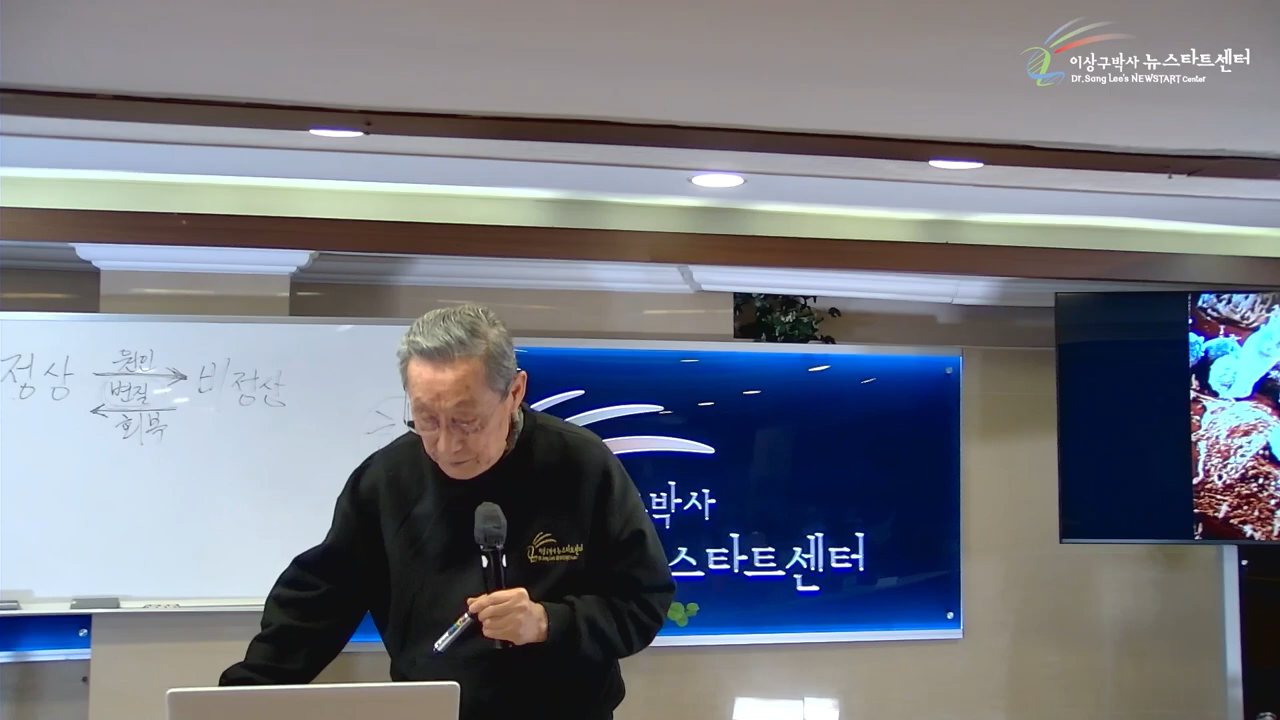 이상구박사 뉴스타트센터
Dr. Sang Lee's NEWSTART Center
정상 원인 비정상
변질
회복
박사
스타트센터